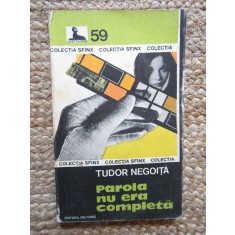 59
COLECȚIA SFINX COLECȚIA SFINX COLECȚIA
COLECȚIA SFINX COLECȚIA SFINX COLECȚIA
TUDOR NEGOIȚĂ
Parola
nu era
completă
EDITURA MILITARĂ